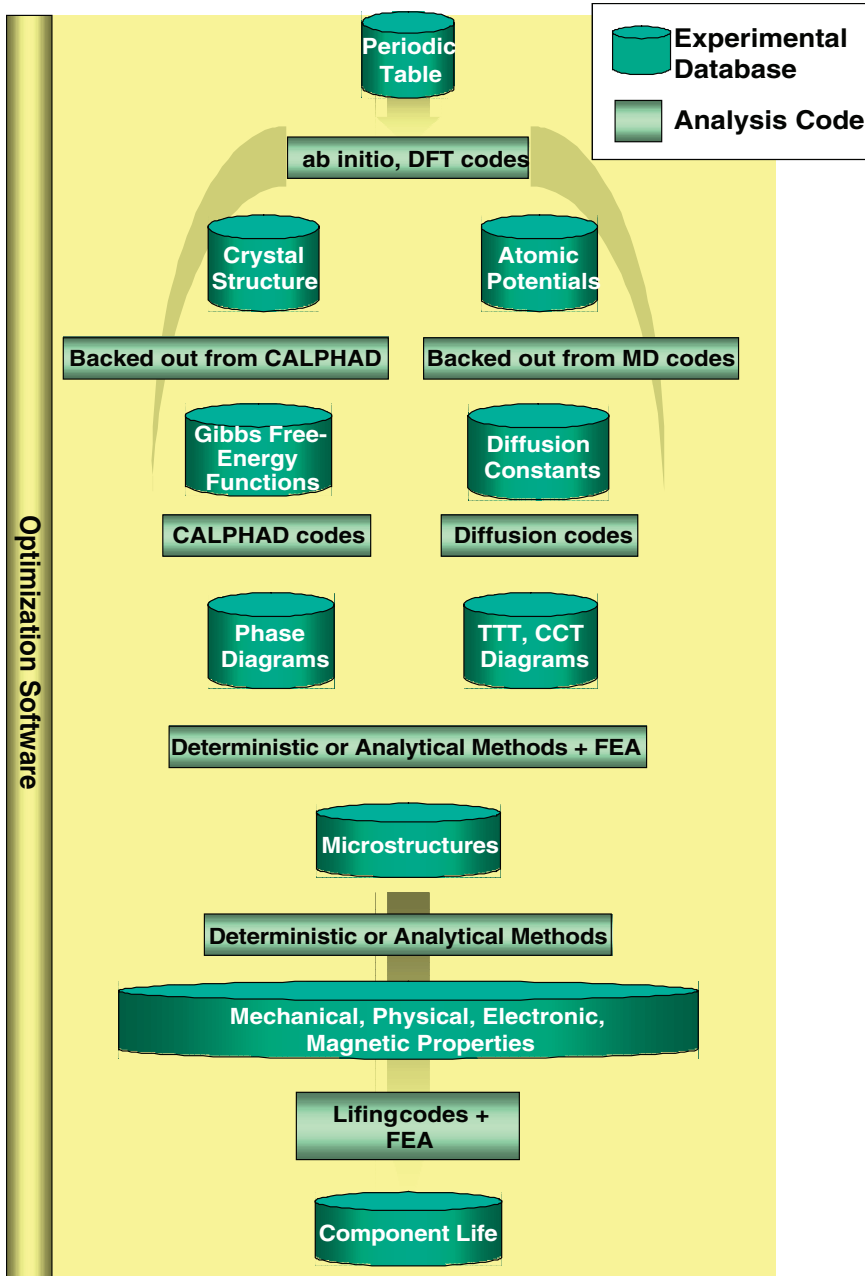 Periodic
Table
Experimental
Database
Analysis Code
ab initio, DFT codes
Crystal
Structure
Atomic
Potentials
Backed out from CALPHAD
Backed out from MD codes
Gibbs Free-
Energy
Functions
Diffusion
Constants
CALPHAD codes
Diffusion codes
Phase
Diagrams
TTT, CCT
Diagrams
Optimization Software
Deterministic or Analytical Methods + FEA
Microstructures
Deterministic or Analytical Methods
Mechanical, Physical, Electronic,
Magnetic Properties
Lifingcodes +
FEA
Component Life